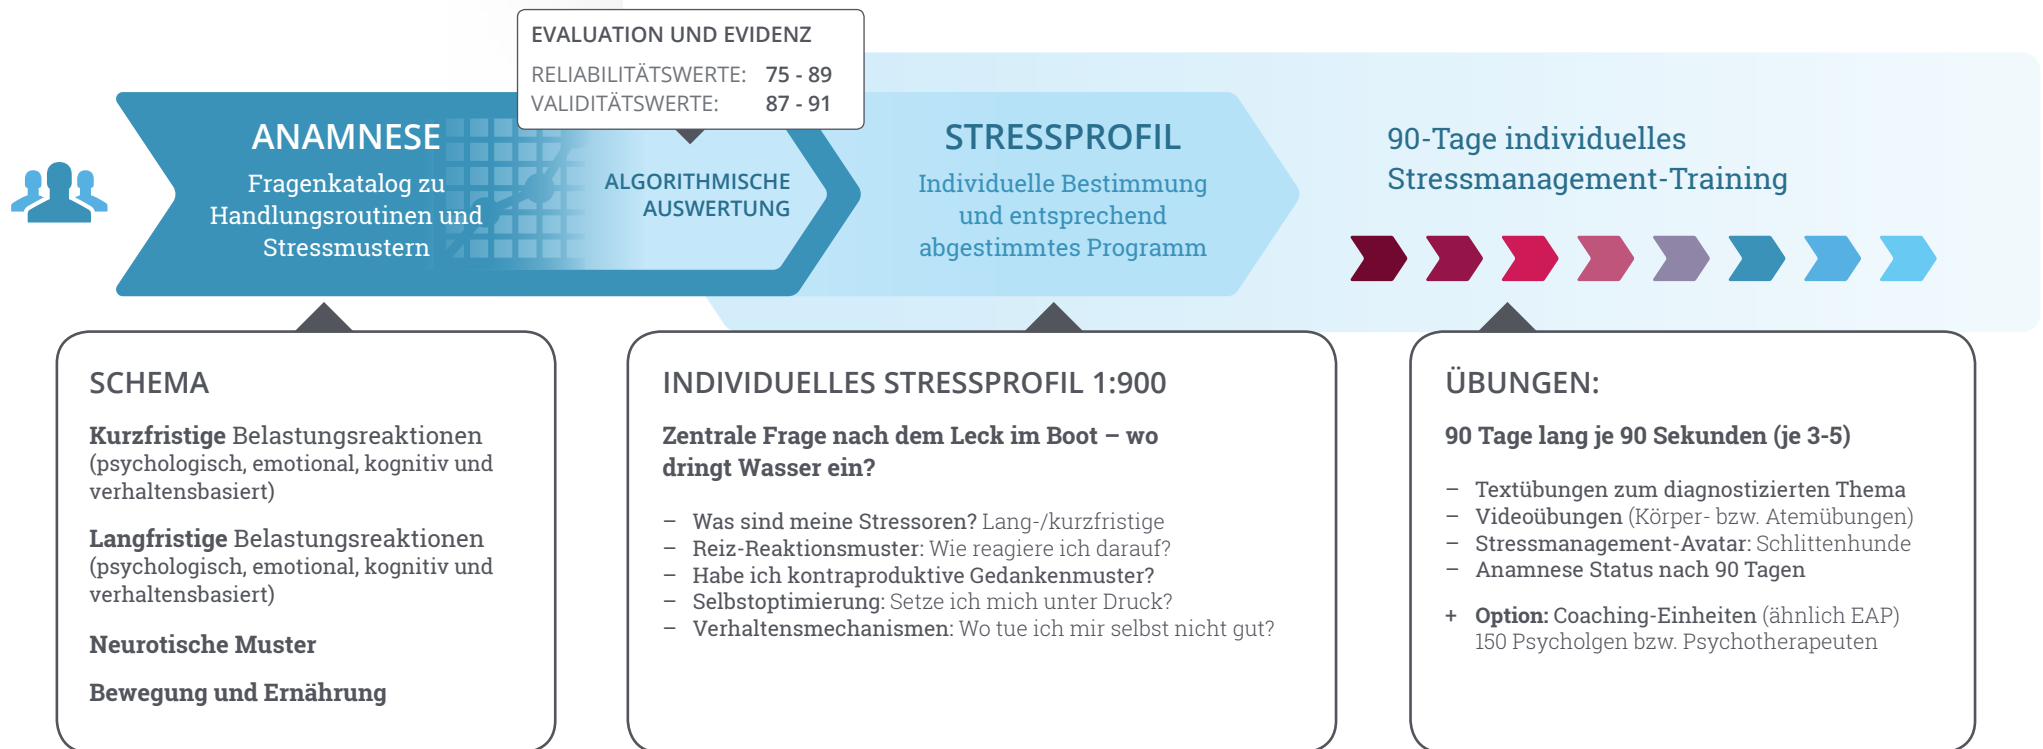 EVALUATION UND EVIDENZ
RELIABILITÄTSWERTE: 75 - 89
VALIDITÄTSWERTE: 87 - 91
ANAMNESE
Fragenkatalog zu
Handlungsroutinen und
Stressmustern
ALGORITHMISCHE
AUSWERTUNG
STRESSPROFIL
Individuelle Bestimmung
und entsprechend
abgestimmtes Programm
90-Tage individuelles
Stressmanagement-Training
SCHEMA
Kurzfristige Belastungsreaktionen
(psychologisch, emotional, kognitiv und
verhaltensbasiert)
Langfristige Belastungsreaktionen
(psychologisch, emotional, kognitiv und
verhaltensbasiert)
Neurotische Muster
Bewegung und Ernährung
INDIVIDUELLES STRESSPROFIL 1:900
Zentrale Frage nach dem Leck im Boot – wo
dringt Wasser ein?
– Was sind meine Stressoren? Lang-/kurzfristige
– Reiz-Reaktionsmuster: Wie reagiere ich darauf?
– Habe ich kontraproduktive Gedankenmuster?
– Selbstoptimierung: Setze ich mich unter Druck?
– Verhaltensmechanismen: Wo tue ich mir selbst nicht gut?
ÜBUNGEN:
90 Tage lang je 90 Sekunden (je 3-5)
– Textübungen zum diagnostizierten Thema
– Videoübungen (Körper- bzw. Atemübungen)
– Stressmanagement-Avatar: Schlittenhunde
– Anamnese Status nach 90 Tagen
+ Option: Coaching-Einheiten (ähnlich EAP)
150 Psycholgen bzw. Psychotherapeuten